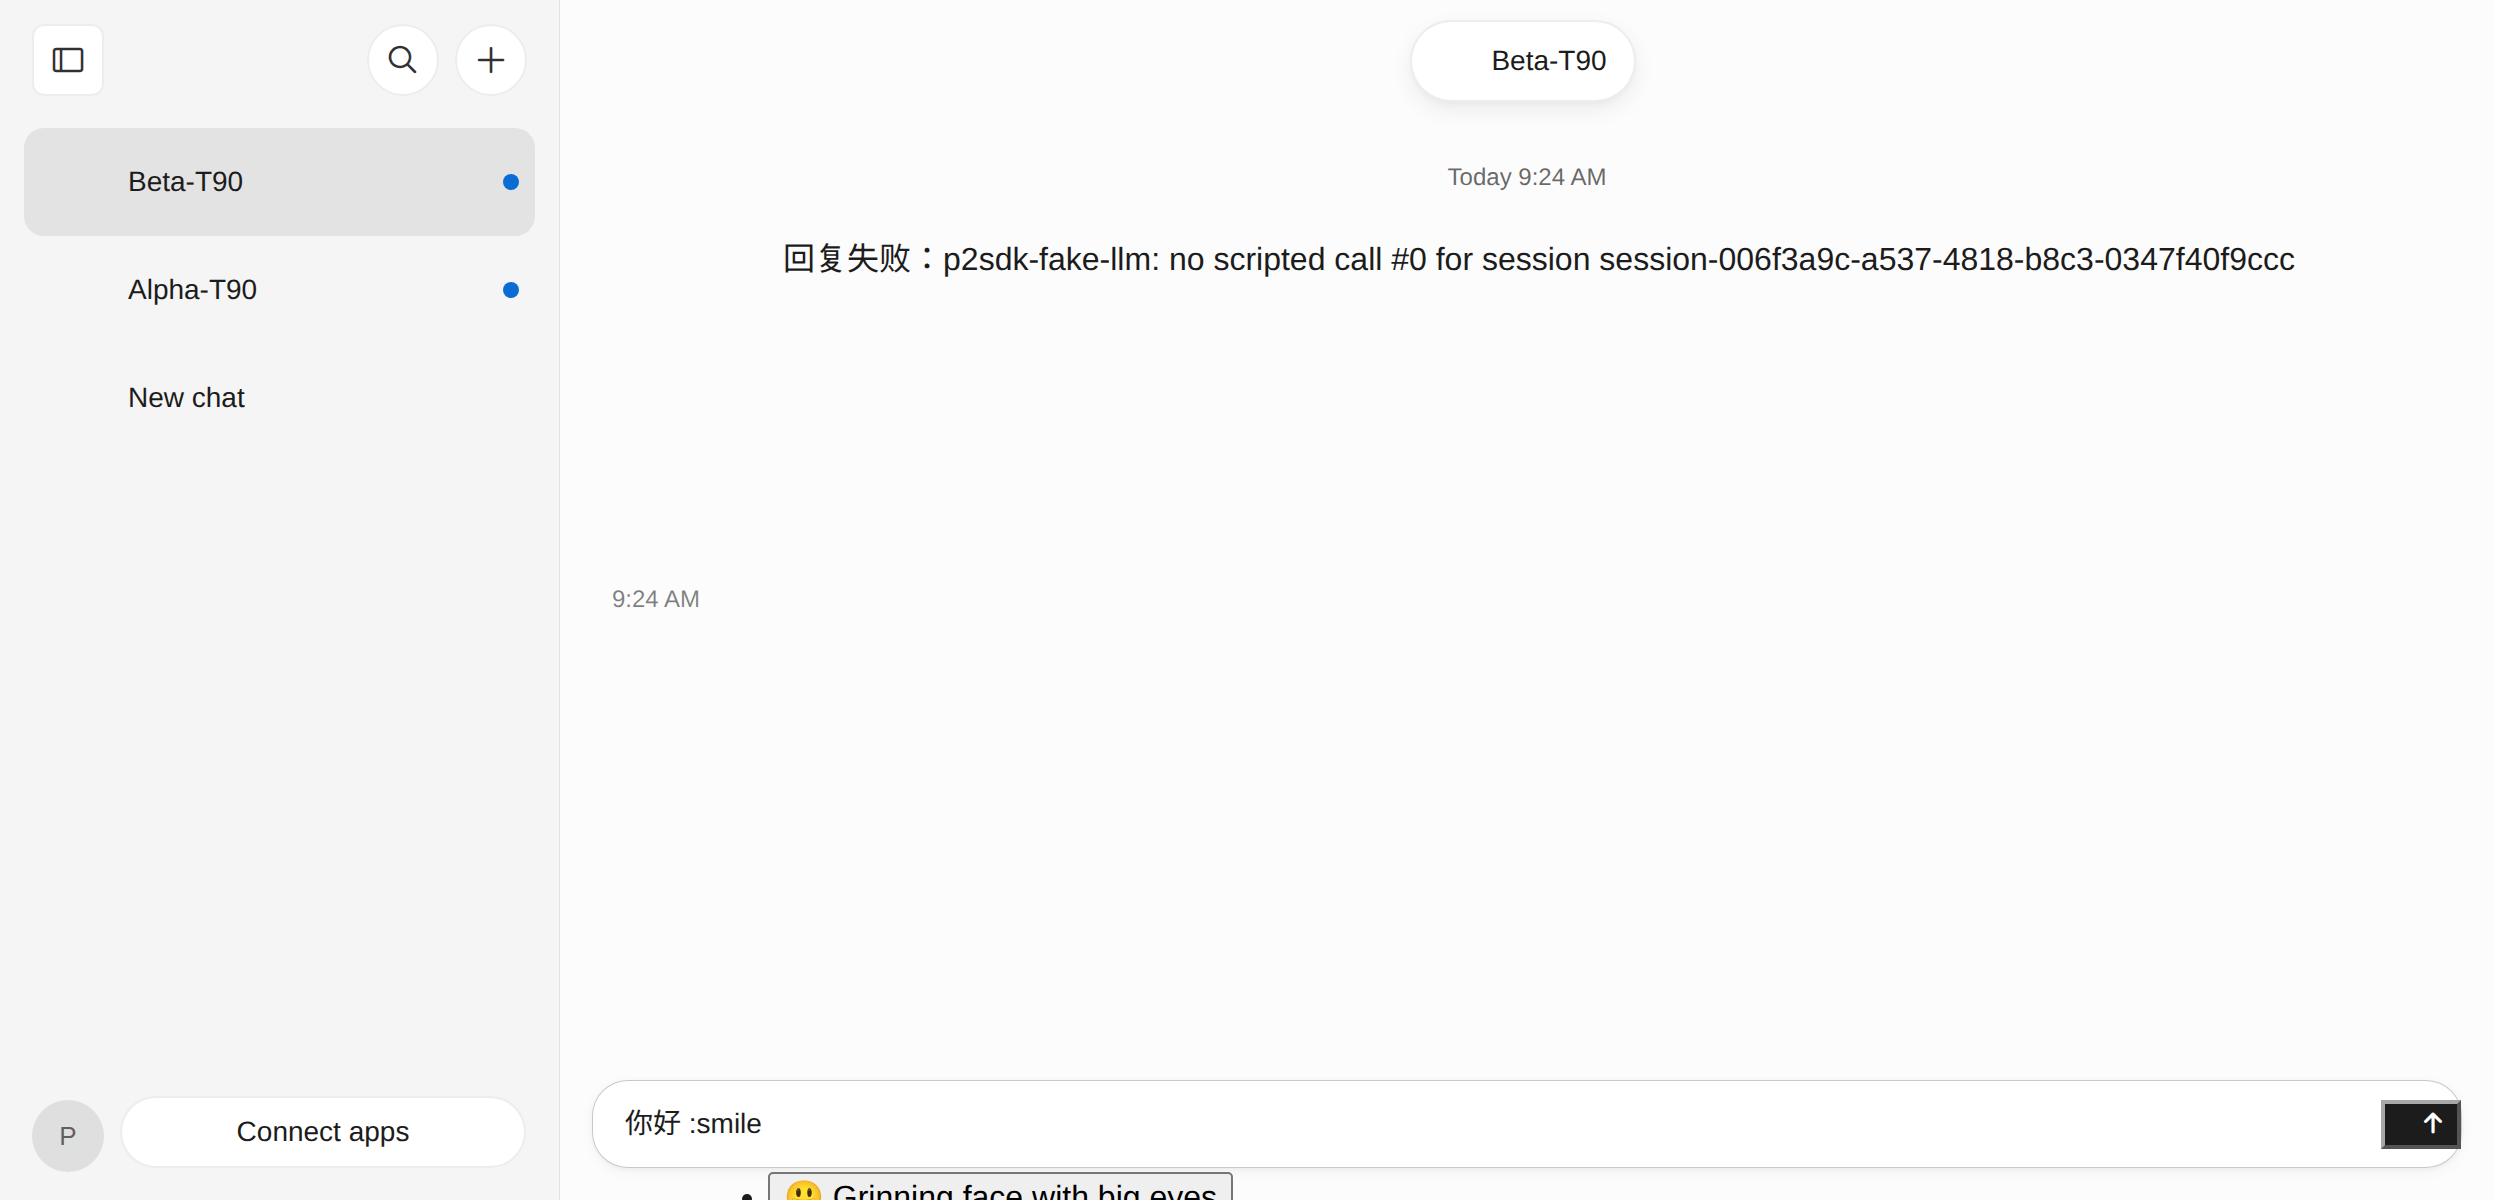 Beta-T90
Alpha-T90
New chat
P
Connect apps
Beta-T90
Today 9:24 AM
回复失败：p2sdk-fake-llm: no scripted call #0 for session session-006f3a9c-a537-4818-b8c3-0347f40f9ccc
9:24 AM
你好 :smile
😃 Grinning face with big eyes